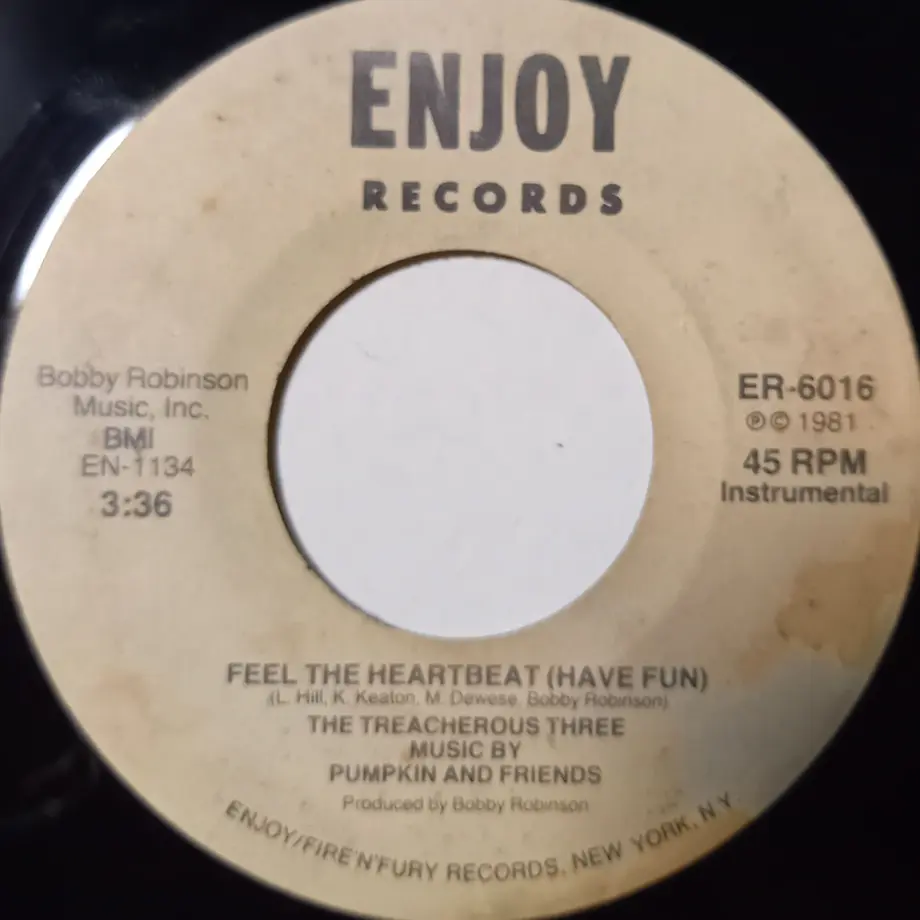 ENJOY
RECORDS
Bobby Robinson
Music, Inc.
BMI
EN-1134
3:36
ER-6016
℗© 1981
45 RPM
Instrumental
FEEL THE HEARTBEAT (HAVE FUN)
(L. Hill, K. Keaton, M. Dewese, Bobby Robinson)
THE TREACHEROUS THREE
MUSIC BY
PUMPKIN AND FRIENDS
Produced by Bobby Robinson
ENJOY/FIRE'N'FURY RECORDS, NEW YORK, N Y